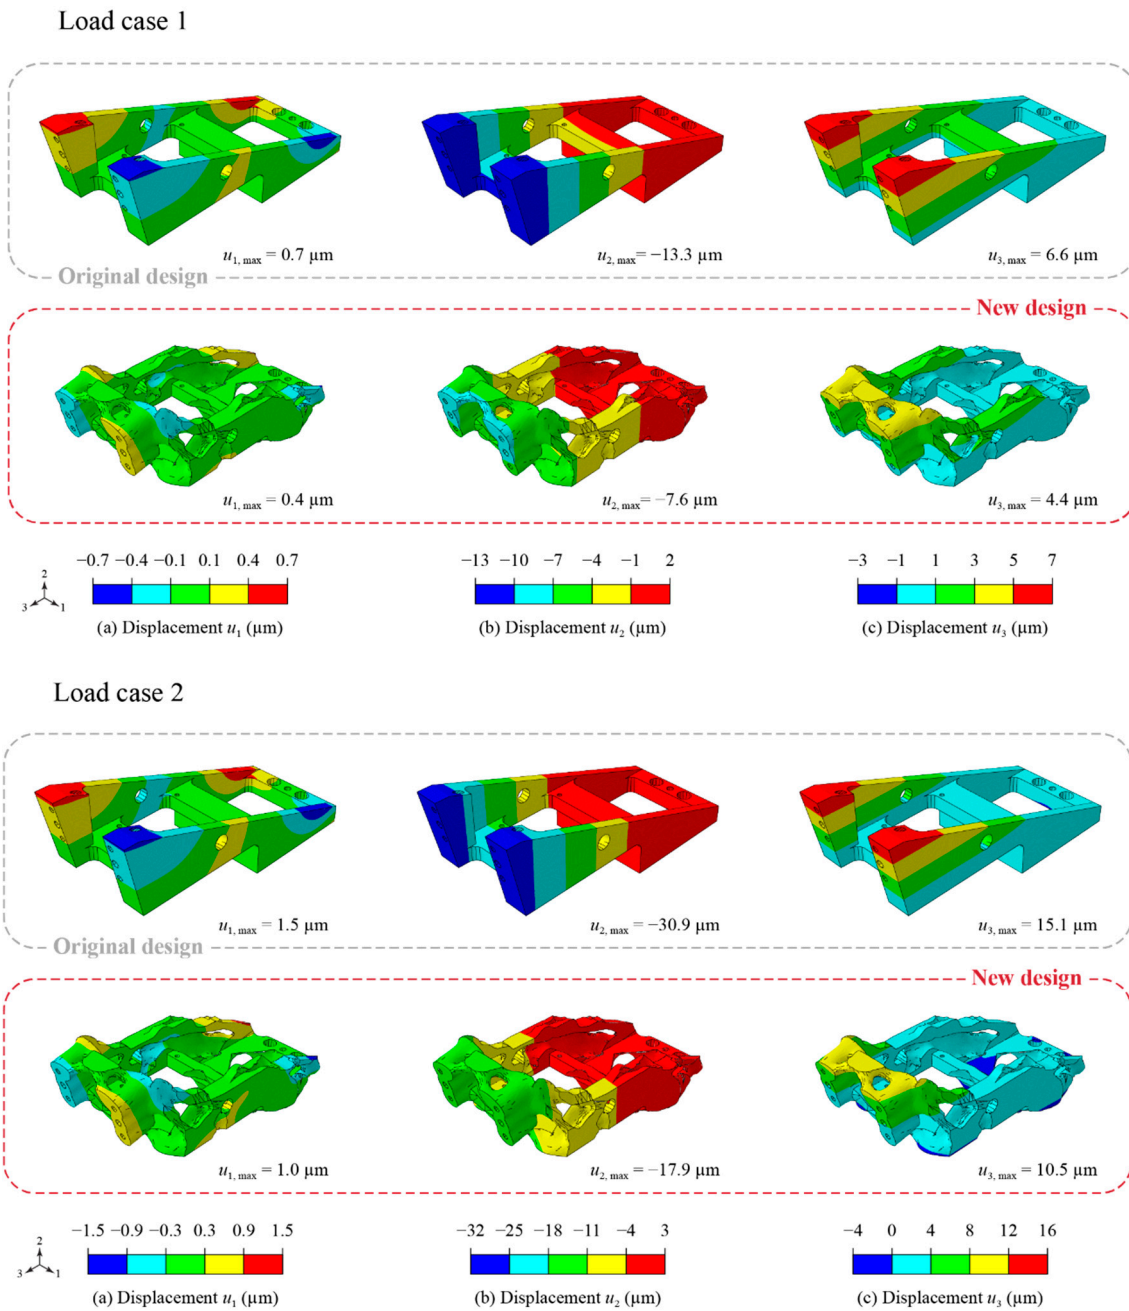 Load case 1
u1, max = 0.7 µm
u2, max= −13.3 µm
u3, max = 6.6 µm
Original design
New design
u1, max = 0.4 µm
u2, max= −7.6 µm
u3, max = 4.4 µm
−0.7 −0.4 −0.1 0.1 0.4 0.7
−13 −10 −7 −4 −1 2
−3 −1 1 3 5 7
2
3 1
(a) Displacement u1 (µm)
(b) Displacement u2 (µm)
(c) Displacement u3 (µm)
Load case 2
u1, max = 1.5 µm
u2, max = −30.9 µm
u3, max = 15.1 µm
Original design
New design
u1, max = 1.0 µm
u2, max = −17.9 µm
u3, max = 10.5 µm
−1.5 −0.9 −0.3 0.3 0.9 1.5
−32 −25 −18 −11 −4 3
−4 0 4 8 12 16
2
3 1
(a) Displacement u1 (µm)
(b) Displacement u2 (µm)
(c) Displacement u3 (µm)